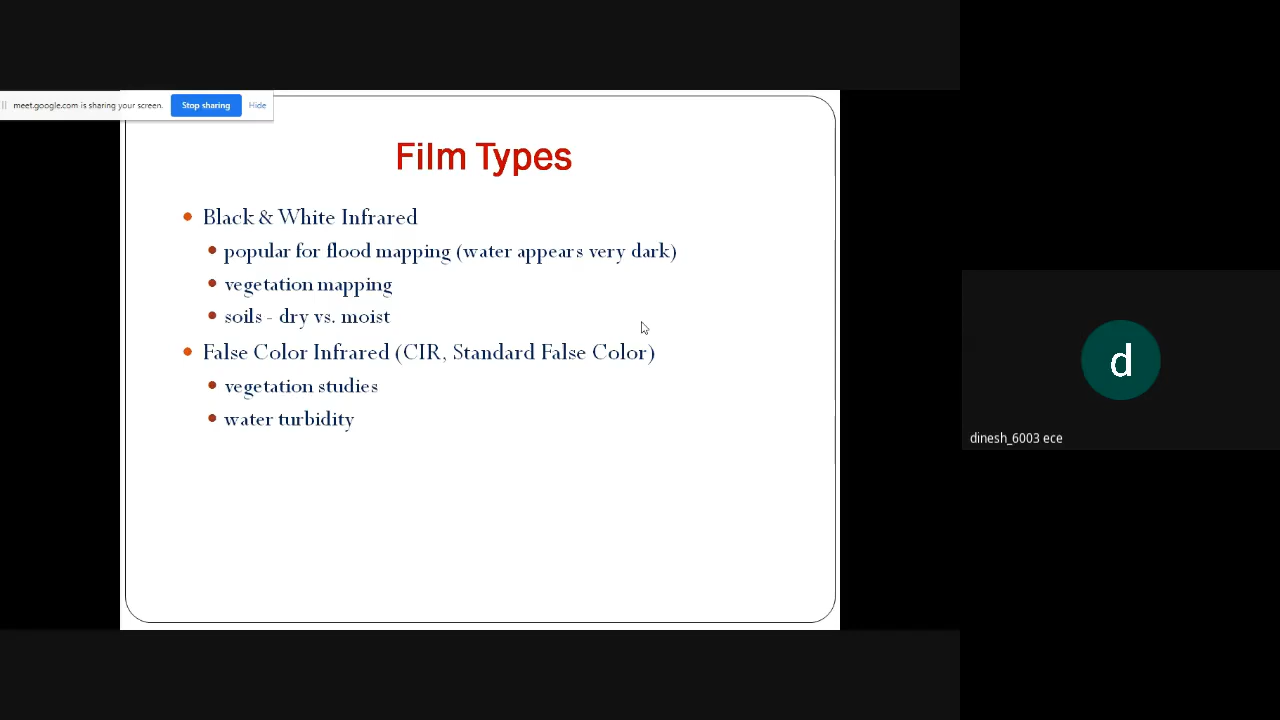 meet.google.com is sharing your screen. Stop sharing Hide
Film Types
Black & White Infrared
popular for flood mapping (water appears very dark)
vegetation mapping
soils - dry vs. moist
False Color Infrared (CIR, Standard False Color)
vegetation studies
water turbidity
d
dinesh_6003 ece